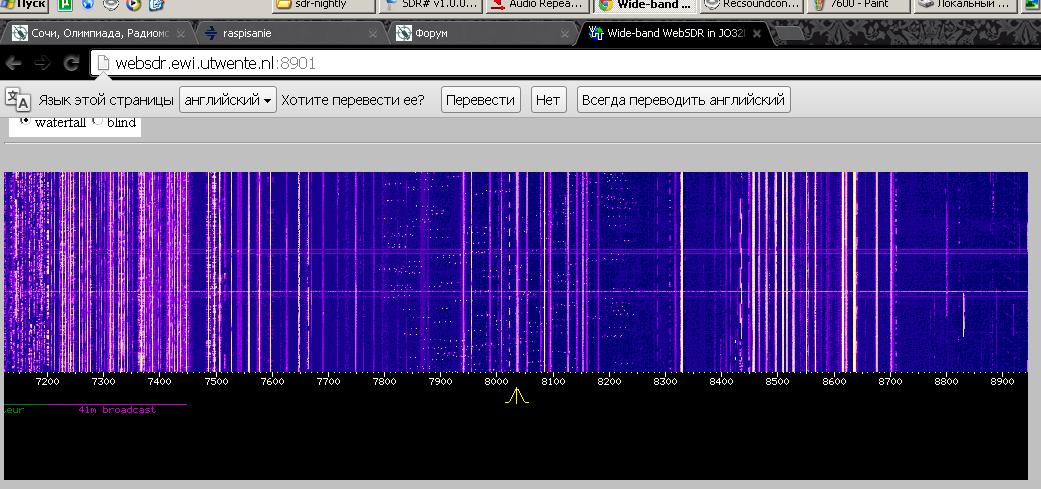 Пуск sdr-nightly SDR# v1.0.0... Audio Repea... Wide-band ... Recsoundcon... 7600 - Paint Локальный
Сочи, Олимпиада, Радиомо raspisanie Форум Wide-band WebSDR in JO32
websdr.ewi.utwente.nl:8901
Язык этой страницы английский Хотите перевести ее? Перевести Нет Всегда переводить английский
waterfall blind
7200 7300 7400 7500 7600 7700 7800 7900 8000 8100 8200 8300 8400 8500 8600 8700 8800 8900
eur 41m broadcast